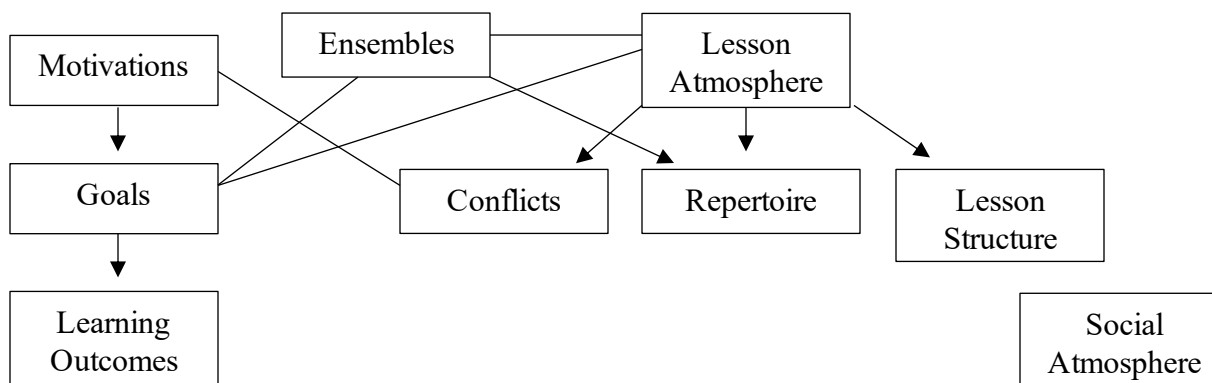 Motivations
Ensembles
Lesson
Atmosphere
Goals
Conflicts
Repertoire
Lesson
Structure
Learning
Outcomes
Social
Atmosphere